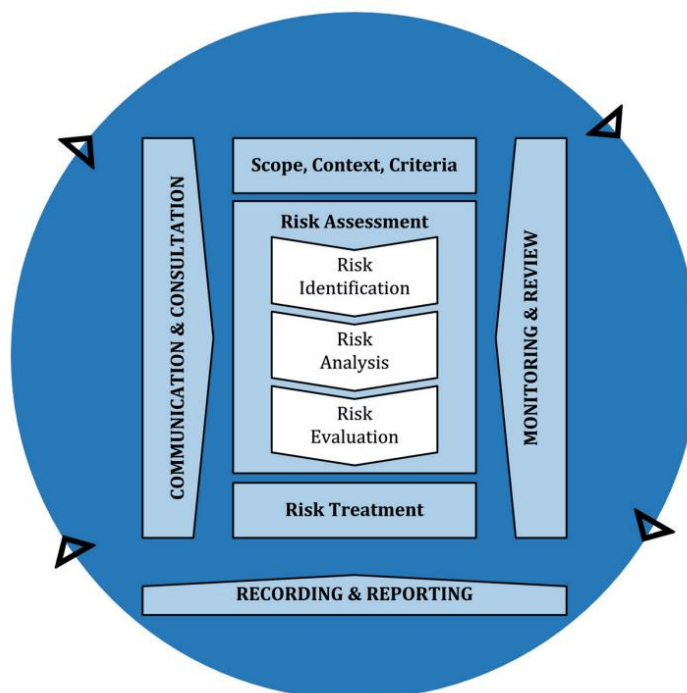 Scope, Context, Criteria
Risk Assessment
Risk
Identification
Risk
Analysis
Risk
Evaluation
Risk Treatment
COMMUNICATION & CONSULTATION
MONITORING & REVIEW
RECORDING & REPORTING